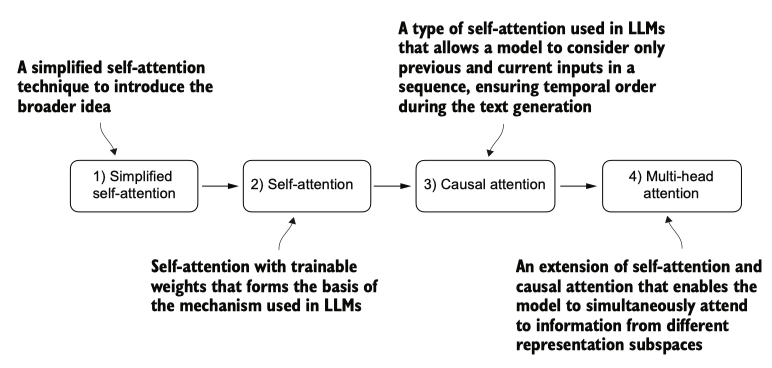 A simplified self-attention
technique to introduce the
broader idea
A type of self-attention used in LLMs
that allows a model to consider only
previous and current inputs in a
sequence, ensuring temporal order
during the text generation
1) Simplified
self-attention
2) Self-attention
3) Causal attention
4) Multi-head
attention
Self-attention with trainable
weights that forms the basis of
the mechanism used in LLMs
An extension of self-attention and
causal attention that enables the
model to simultaneously attend
to information from different
representation subspaces